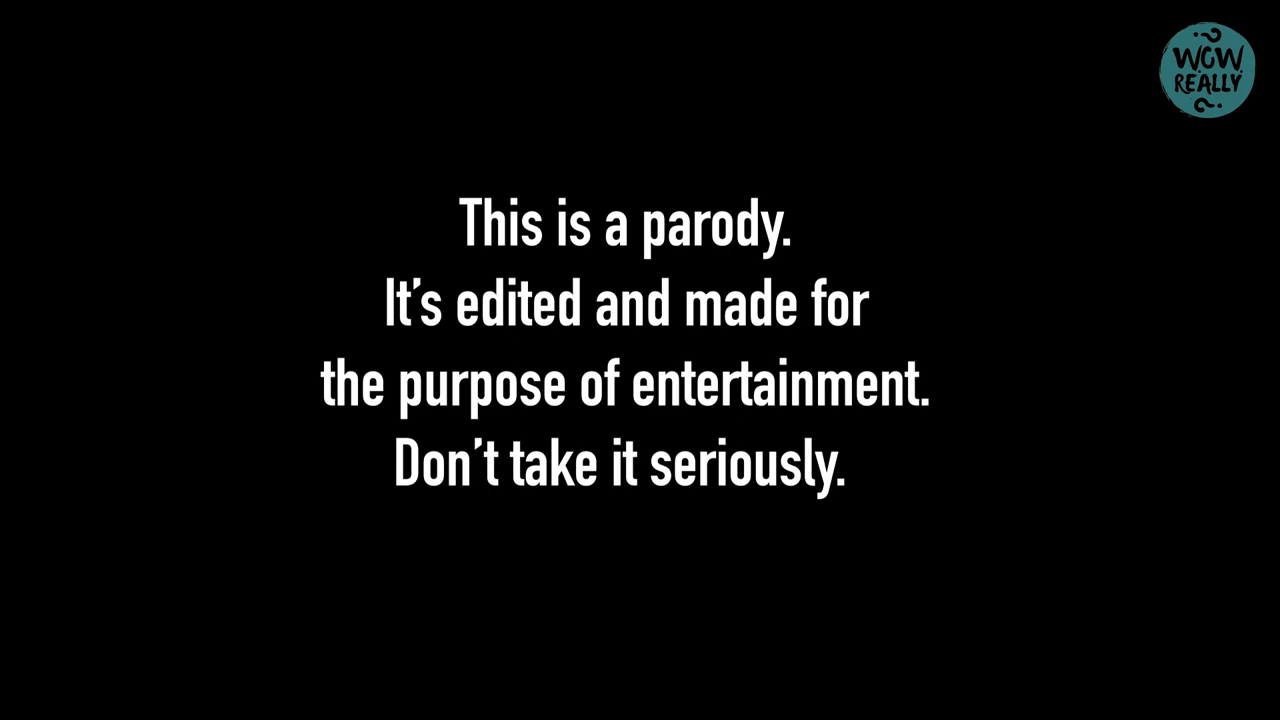 WOW
REALLY
This is a parody.
It’s edited and made for
the purpose of entertainment.
Don’t take it seriously.